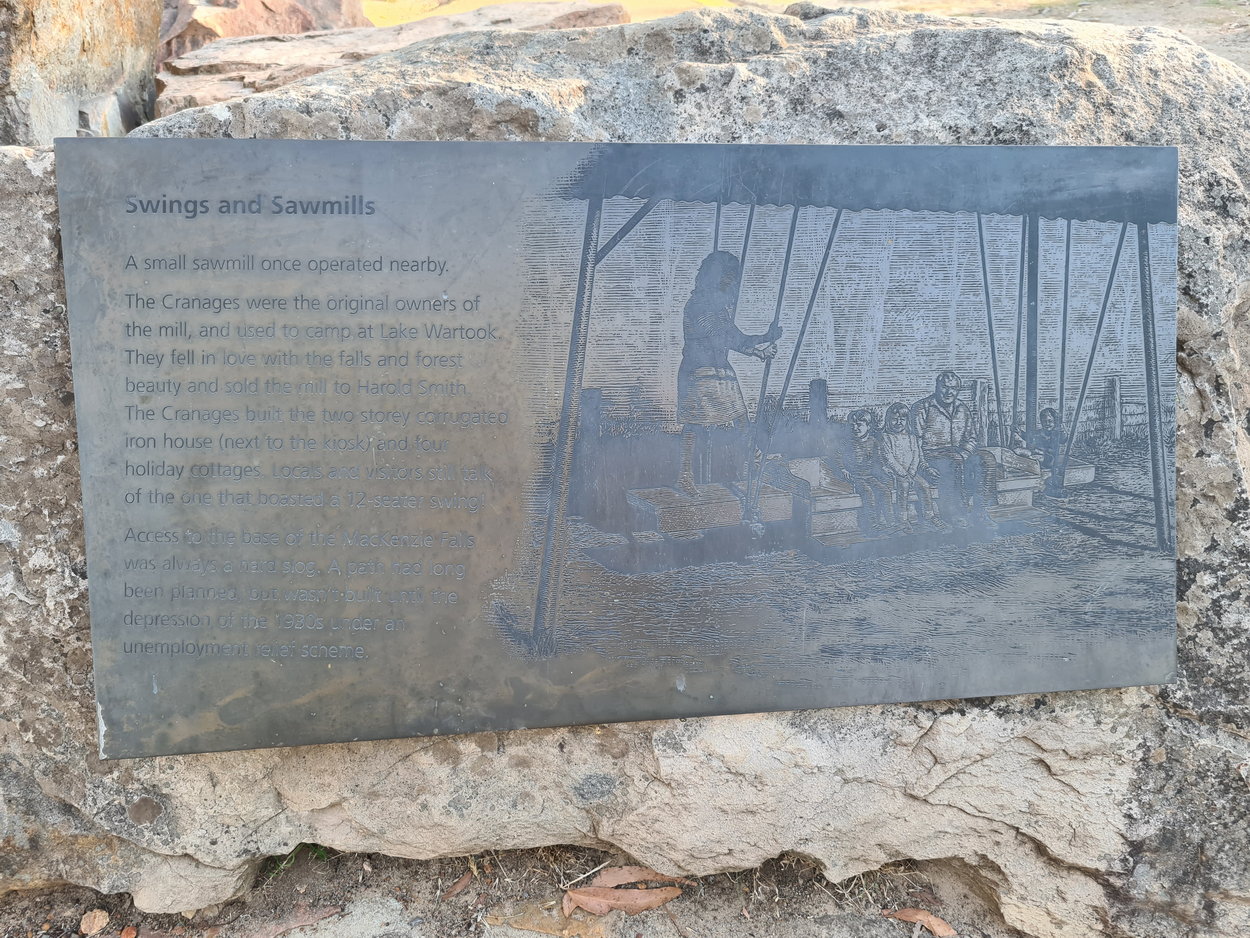 Swings and Sawmills
A small sawmill once operated nearby.
The Cranages were the original owners of
the mill, and used to camp at Lake Wartook.
They fell in love with the falls and forest
beauty and sold the mill to Harold Smith.
The Cranages built the two storey corrugated
iron house (next to the kiosk) and four
holiday cottages. Locals and visitors still talk
of the one that boasted a 12-seater swing!
Access to the base of the MacKenzie Falls
was always a hard slog. A path had long
been planned, but wasn't built until the
depression of the 1930s under an
unemployment relief scheme.